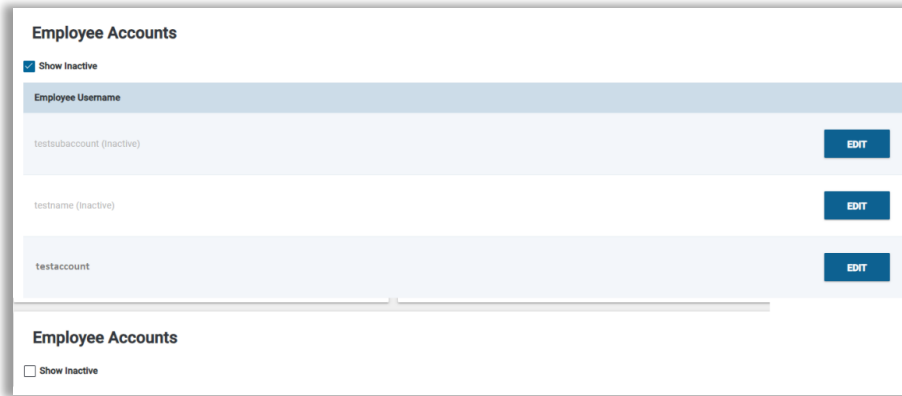 Employee Accounts
Show Inactive
Employee Username
testsubaccount (Inactive)
EDIT
testname (Inactive)
EDIT
testaccount
EDIT
Employee Accounts
Show Inactive